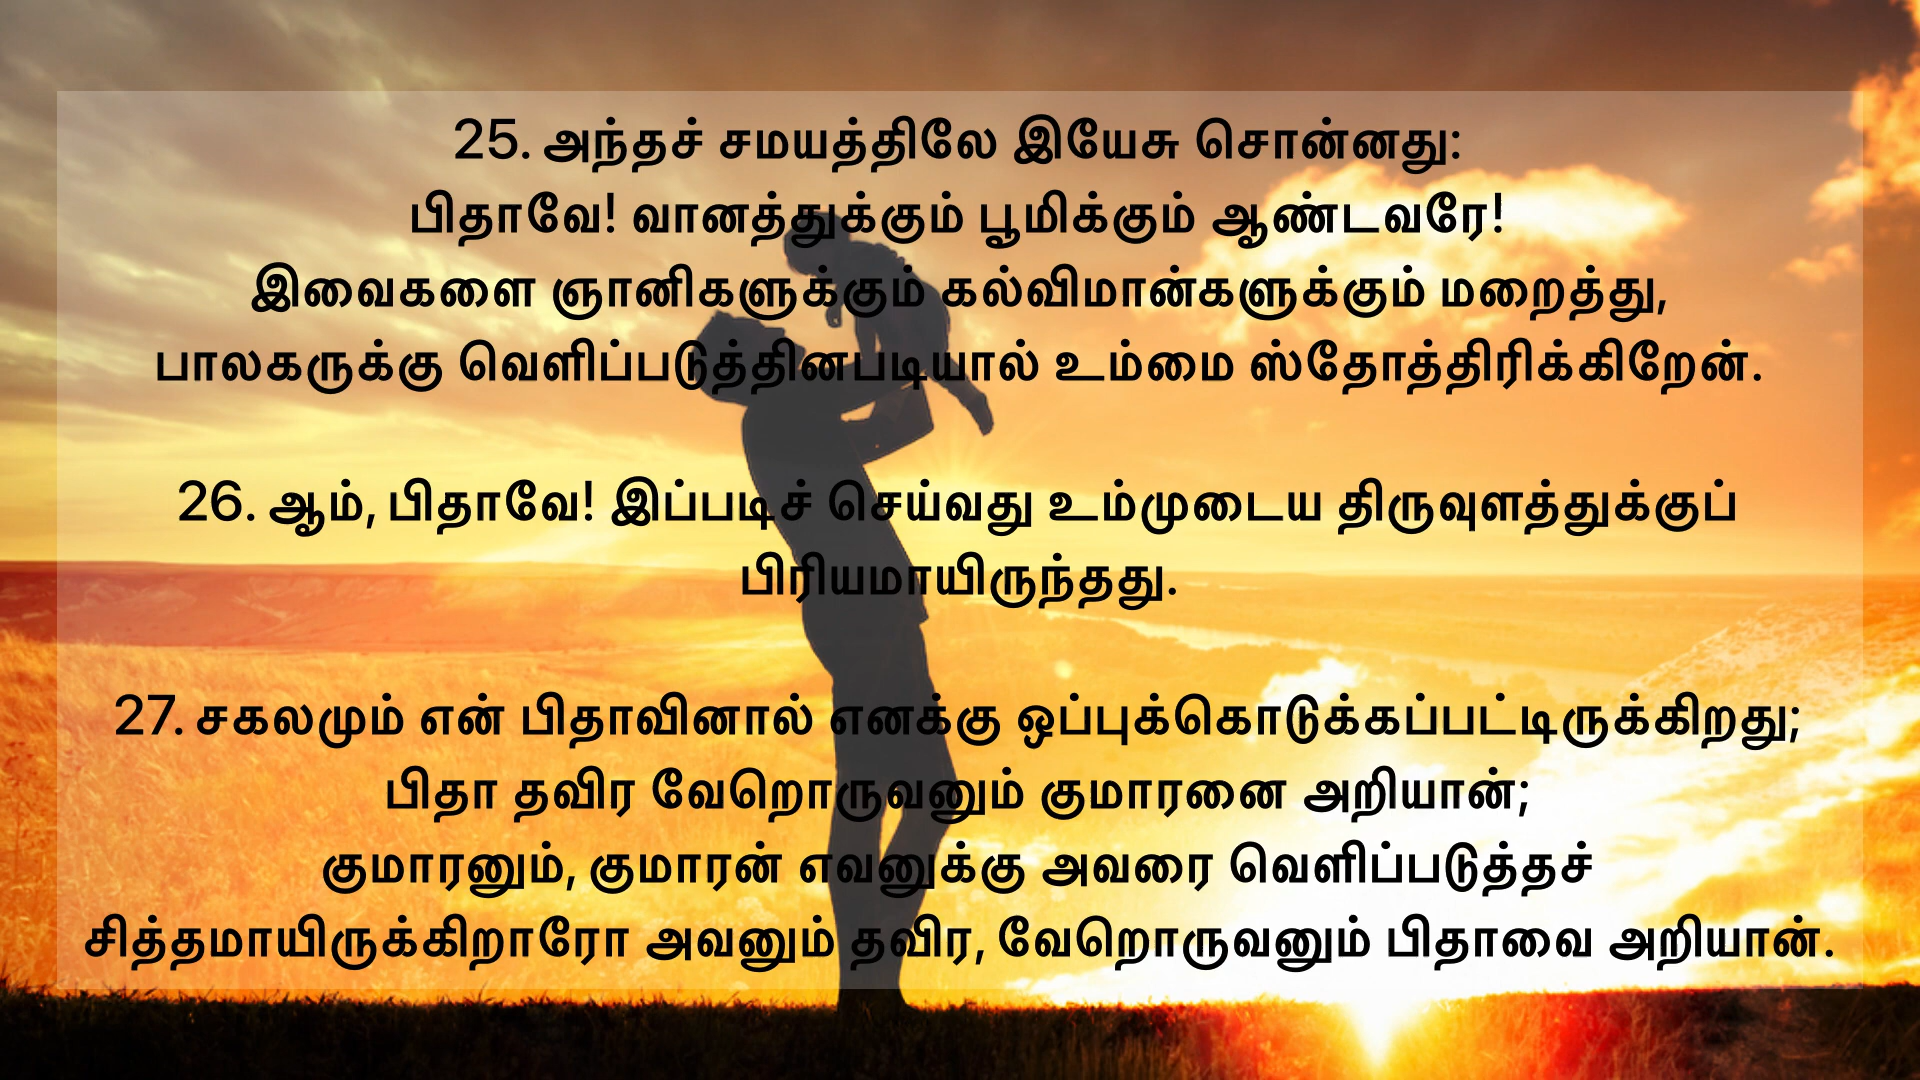 25. அந்தச் சமயத்திலே இயேசு சொன்னது:
பிதாவே! வானத்துக்கும் பூமிக்கும் ஆண்டவரே!
இவைகளை ஞானிகளுக்கும் கல்விமான்களுக்கும் மறைத்து,
பாலகருக்கு வெளிப்படுத்தினபடியால் உம்மை ஸ்தோத்திரிக்கிறேன்.
26. ஆம், பிதாவே! இப்படிச் செய்வது உம்முடைய திருவுளத்துக்குப்
பிரியமாயிருந்தது.
27. சகலமும் என் பிதாவினால் எனக்கு ஒப்புக்கொடுக்கப்பட்டிருக்கிறது;
பிதா தவிர வேறொருவனும் குமாரனை அறியான்;
குமாரனும், குமாரன் எவனுக்கு அவரை வெளிப்படுத்தச்
சித்தமாயிருக்கிறாரோ அவனும் தவிர, வேறொருவனும் பிதாவை அறியான்.